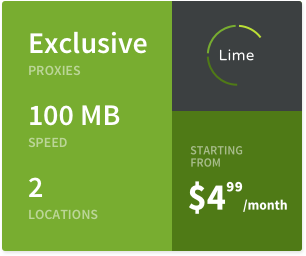 Exclusive
PROXIES
100 MB
SPEED
2
LOCATIONS
Lime
STARTING
FROM
$4.99
/month